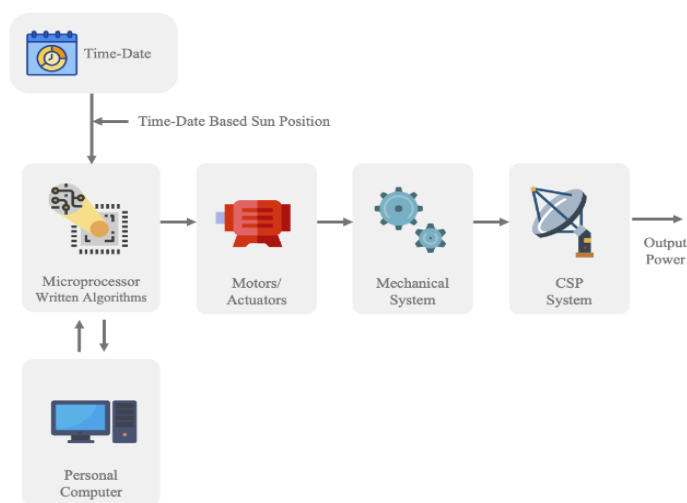 Time-Date
Time-Date Based Sun Position
Microprocessor
Written Algorithms
Motors/
Actuators
Mechanical
System
CSP
System
Output
Power
Personal
Computer